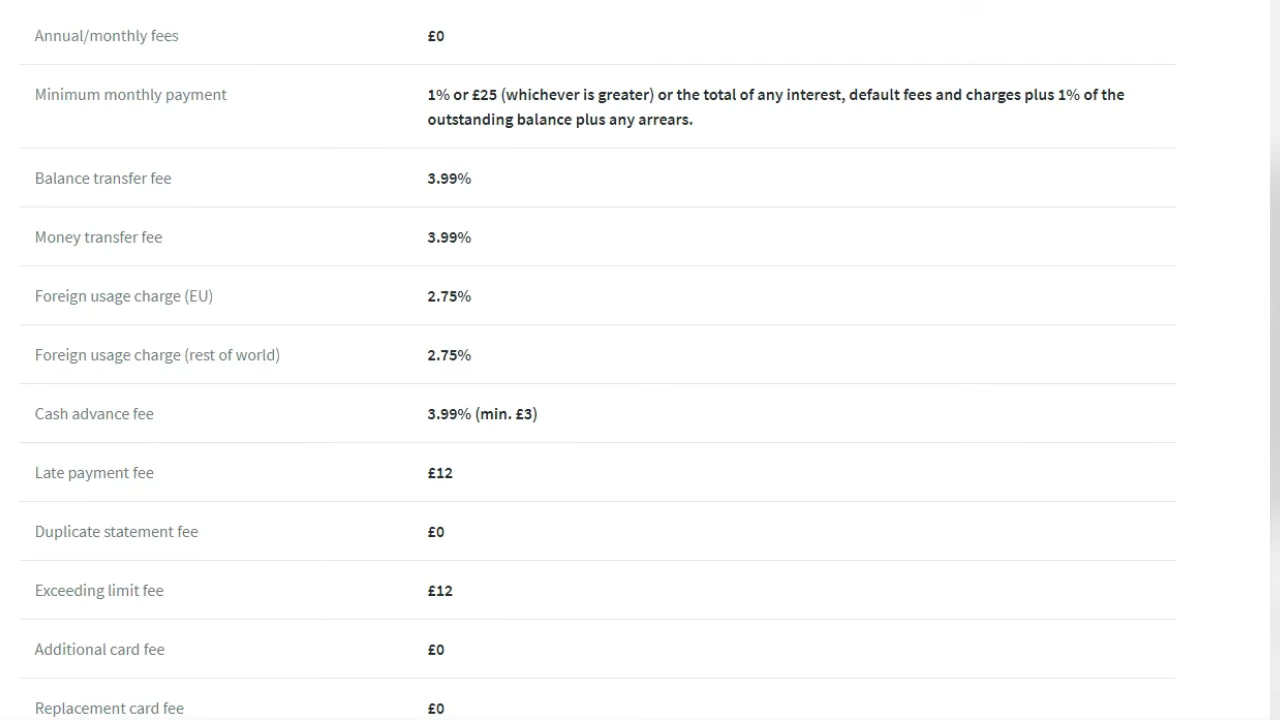 Annual/monthly fees £0
Minimum monthly payment 1% or £25 (whichever is greater) or the total of any interest, default fees and charges plus 1% of the
outstanding balance plus any arrears.
Balance transfer fee 3.99%
Money transfer fee 3.99%
Foreign usage charge (EU) 2.75%
Foreign usage charge (rest of world) 2.75%
Cash advance fee 3.99% (min. £3)
Late payment fee £12
Duplicate statement fee £0
Exceeding limit fee £12
Additional card fee £0
Replacement card fee £0